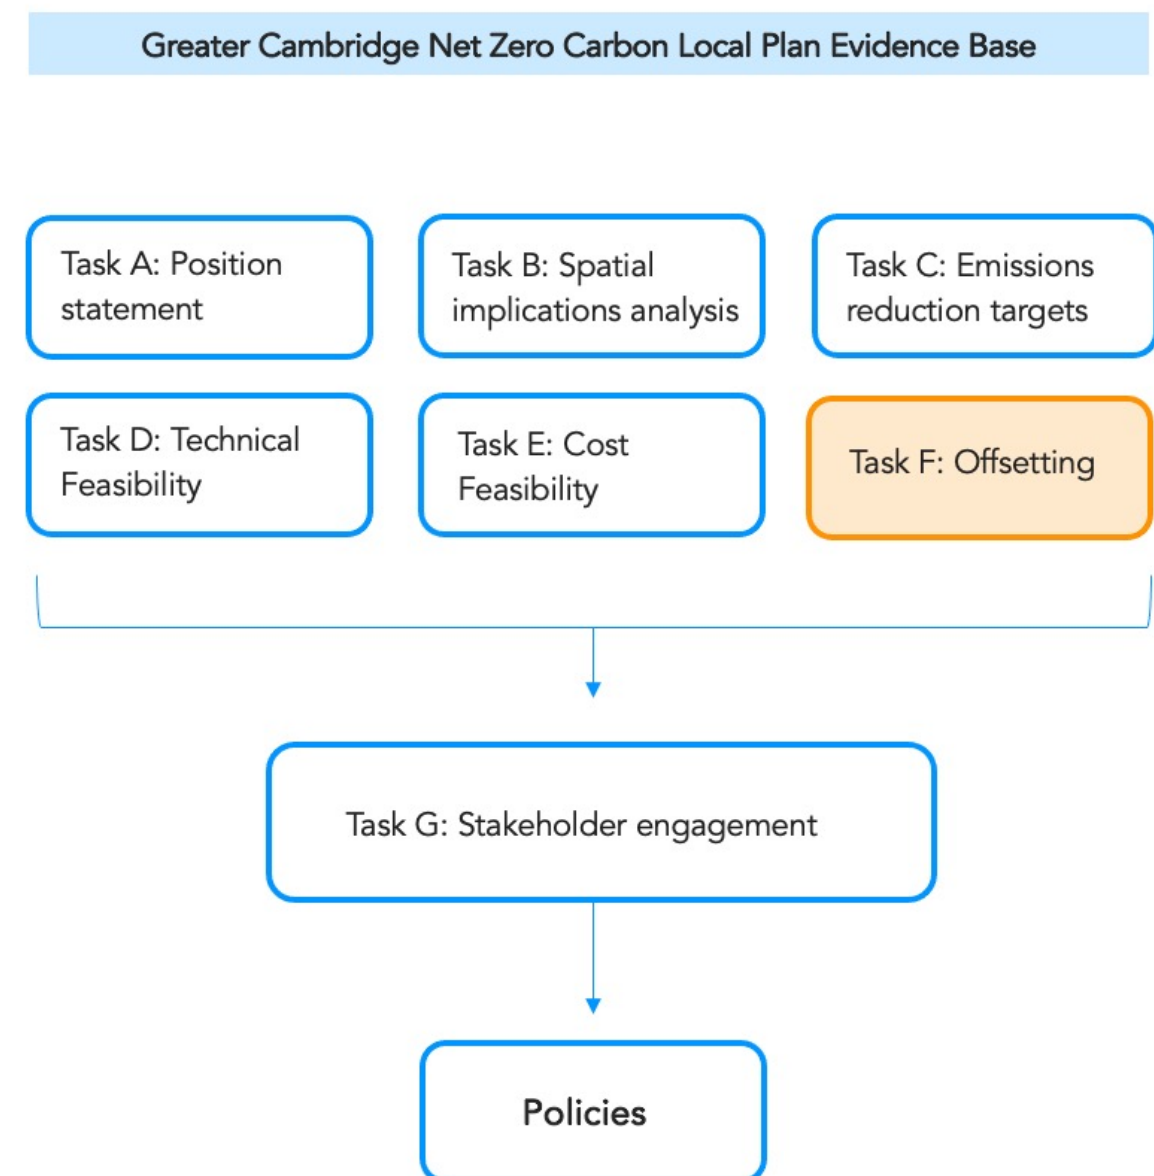 Greater Cambridge Net Zero Carbon Local Plan Evidence Base
Task A: Position
statement
Task B: Spatial
implications analysis
Task C: Emissions
reduction targets
Task D: Technical
Feasibility
Task E: Cost
Feasibility
Task F: Offsetting
Task G: Stakeholder engagement
Policies